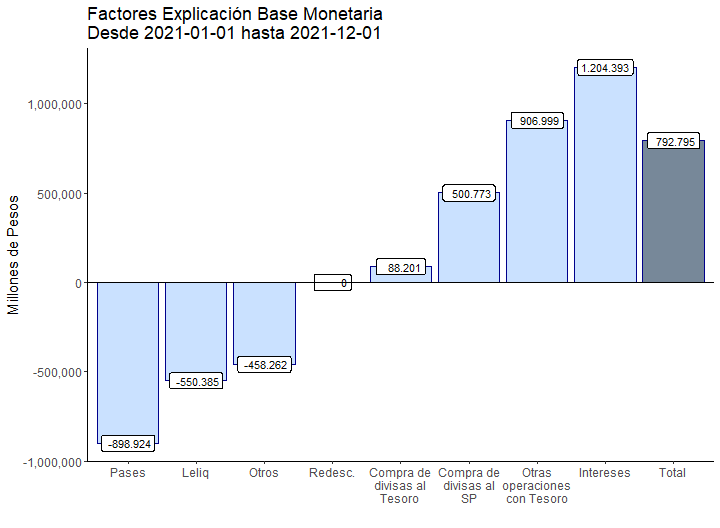 Factores Explicación Base Monetaria
Desde 2021-01-01 hasta 2021-12-01
Millones de Pesos
1,000,000
500,000
0
-500,000
-1,000,000
-898.924
-550.385
-458.262
0
88.201
500.773
906.999
1.204.393
792.795
Pases
Leliq
Otros
Redesc.
Compra de
divisas al
Tesoro
Compra de
divisas al
SP
Otras
operaciones
con Tesoro
Intereses
Total